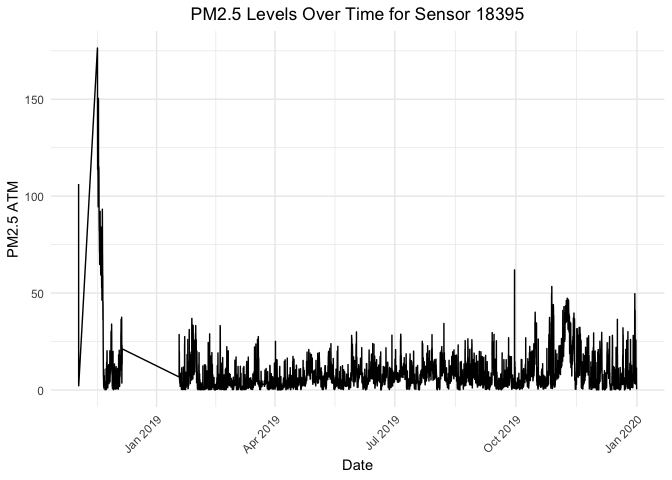 PM2.5 Levels Over Time for Sensor 18395
PM2.5 ATM
150
100
50
0
Jan 2019
Apr 2019
Jul 2019
Oct 2019
Jan 2020
Date